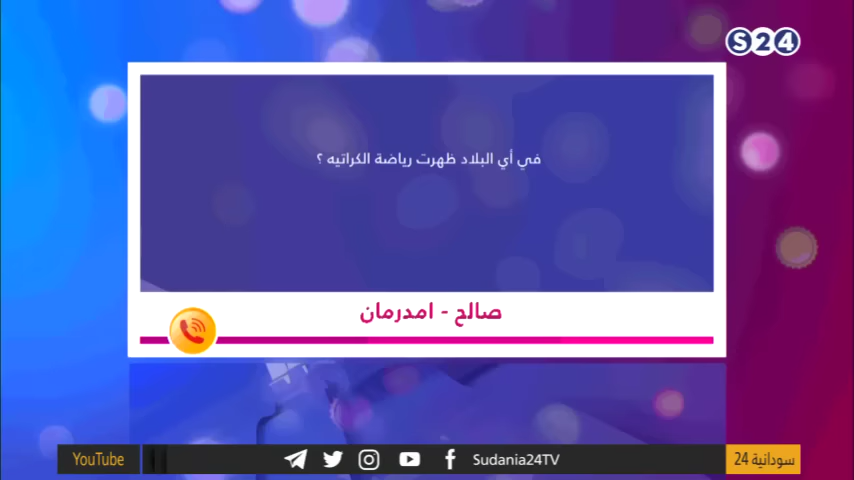 S24
في أي البلاد ظهرت رياضة الكراتيه ؟
صالح - امدرمان
YouTube
Sudania24TV
سودانية 24